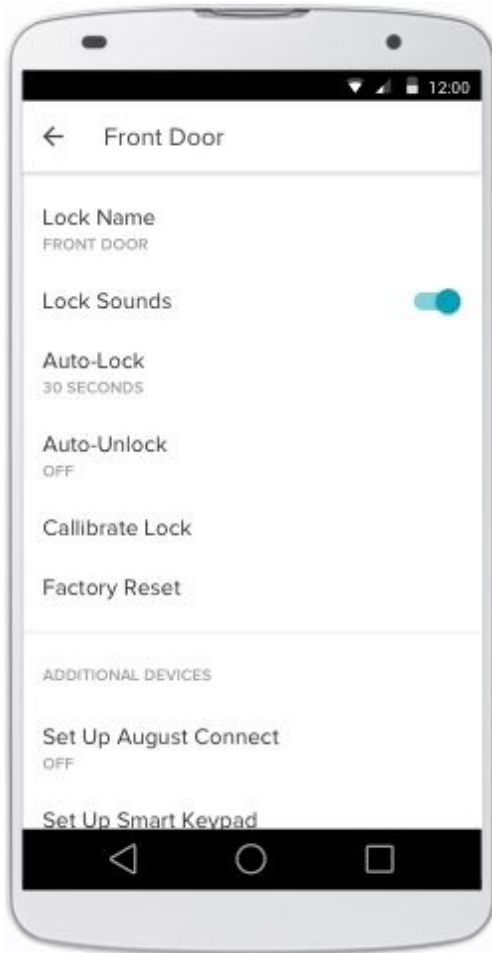 12:00
Front Door
Lock Name
FRONT DOOR
Lock Sounds
Auto-Lock
30 SECONDS
Auto-Unlock
OFF
Callibrate Lock
Factory Reset
ADDITIONAL DEVICES
Set Up August Connect
OFF
Set Up Smart Keypad